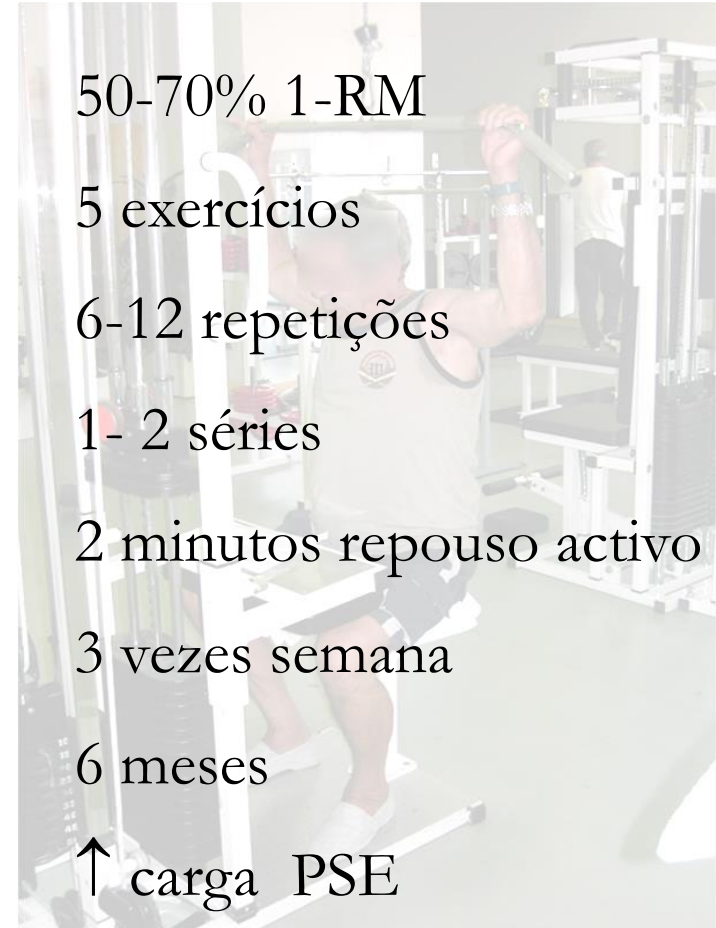 50-70% 1-RM
5 exercícios
6-12 repetições
1- 2 séries
2 minutos repouso activo
3 vezes semana
6 meses
↑ carga PSE